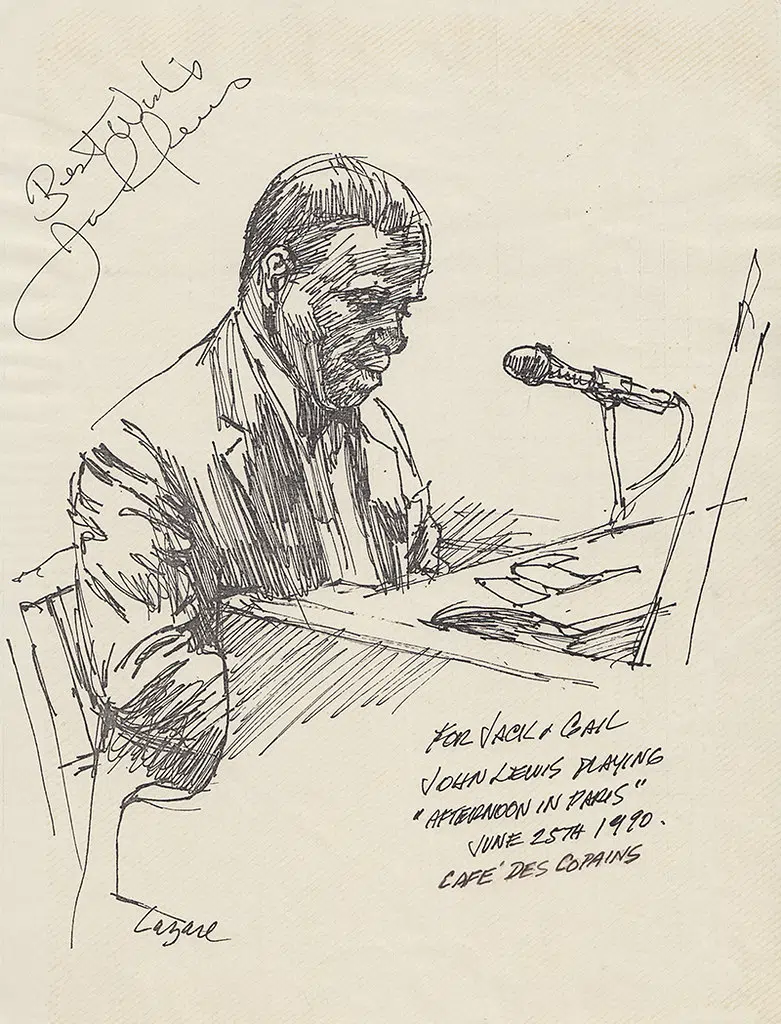 Best Wishes
John Lewis
FOR JACK & GAIL
JOHN LEWIS PLAYING
"AFTERNOON IN PARIS"
JUNE 25TH 1990.
CAFÉ DES COPAINS
Lazare